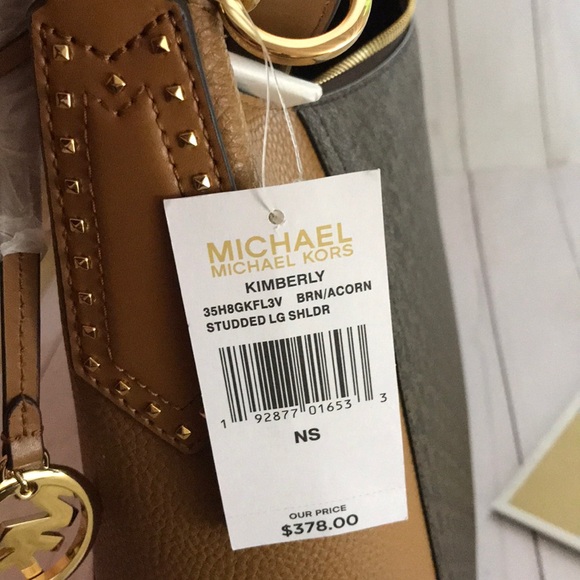 MICHAEL
MICHAEL KORS
KIMBERLY
35H8GKFL3V BRN/ACORN
STUDDED LG SHLDR
1 92877 01653 3
NS
OUR PRICE
$378.00